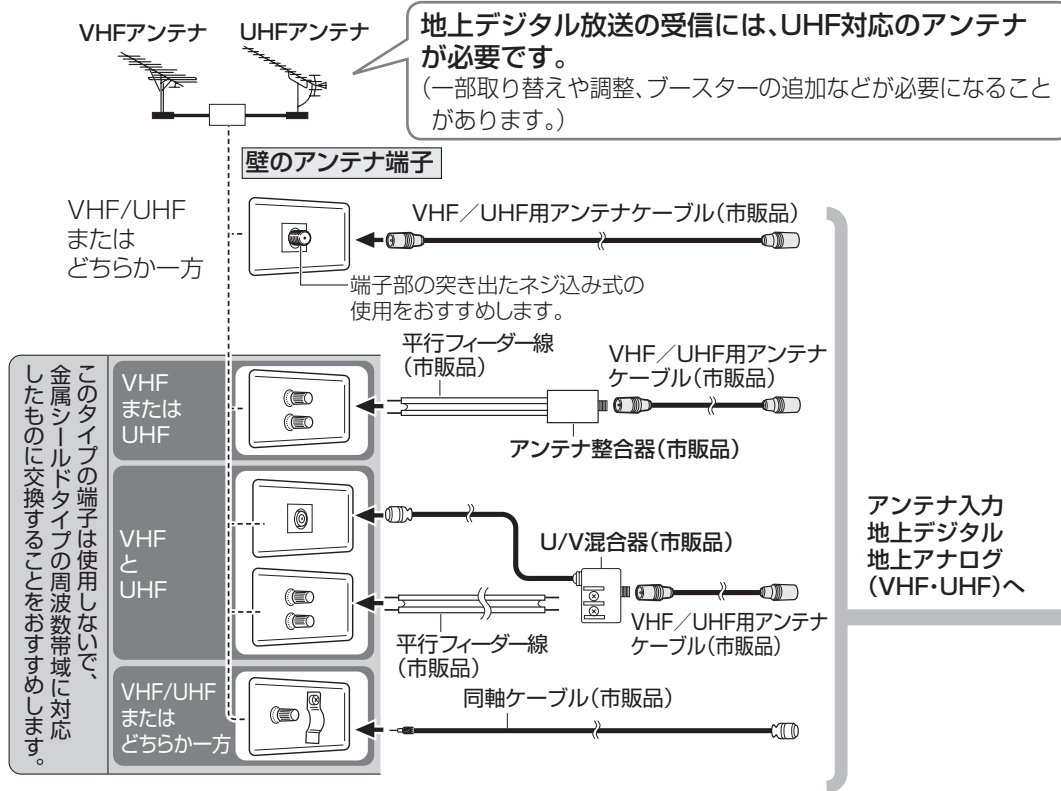 VHFアンテナ
UHFアンテナ
地上デジタル放送の受信には、UHF対応のアンテナ
が必要です。
(一部取り替えや調整、ブースターの追加などが必要になること
があります。)
壁のアンテナ端子
VHF/UHF
または
どちらか一方
VHF／UHF用アンテナケーブル(市販品)
端子部の突き出たネジ込み式の
使用をおすすめします。
このタイプの端子は使用しないで、
金属シールドタイプの周波数帯域に対応
したものに交換することをおすすめします。
VHF
または
UHF
平行フィーダー線
(市販品)
VHF／UHF用アンテナ
ケーブル(市販品)
アンテナ整合器(市販品)
VHF
と
UHF
U/V混合器(市販品)
平行フィーダー線
(市販品)
VHF／UHF用アンテナ
ケーブル(市販品)
VHF/UHF
または
どちらか一方
同軸ケーブル(市販品)
アンテナ入力
地上デジタル
地上アナログ
(VHF・UHF)へ